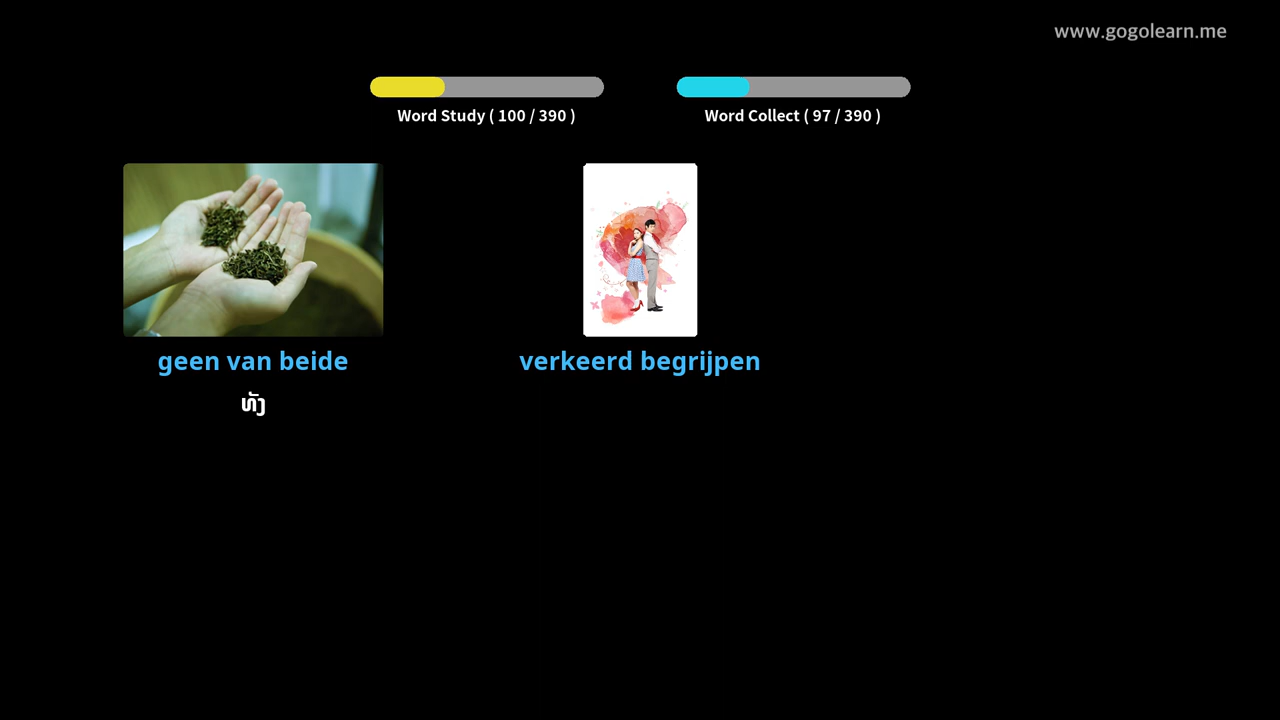 www.gogolearn.me
Word Study ( 100 / 390 )
Word Collect ( 97 / 390 )
geen van beide
verkeerd begrijpen
ທັງ